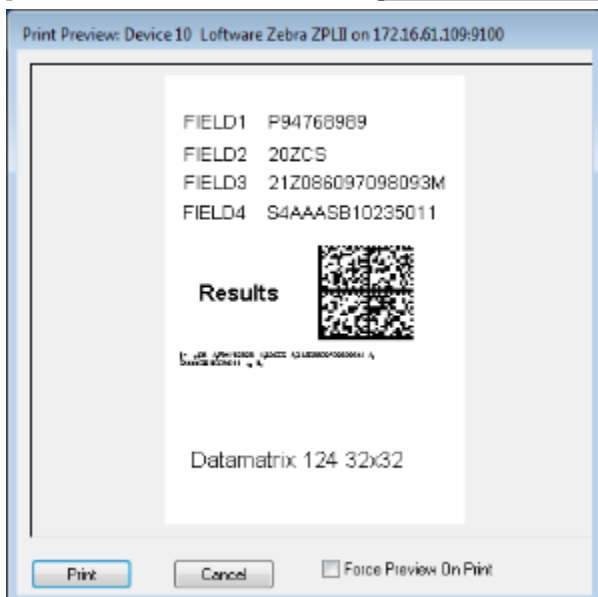 Print Preview: Device 10 Loftware Zebra ZPLII on 172.16.61.109:9100
FIELD1 P94768989
FIELD2 20ZCS
FIELD3 21Z086097098093M
FIELD4 S4AAASB10235011
Results
Datamatrix 124 32x32
Print
Cancel
Force Preview On Print